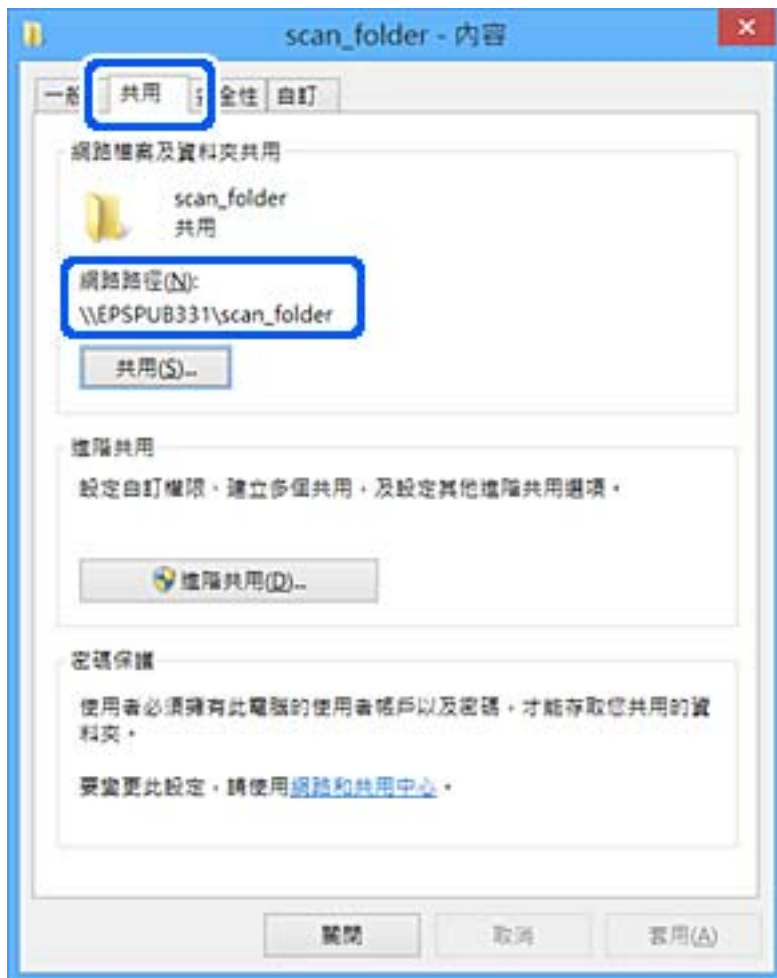 scan_folder - 內容
一般 共用 安全性 自訂
網路檔案及資料夾共用
scan_folder
共用
網路路徑(N):
\\EPSPUB331\scan_folder
共用(S)...
進階共用
設定自訂權限、建立多個共用，及設定其他進階共用選項。
進階共用(D)...
密碼保護
使用者必須擁有此電腦的使用者帳戶以及密碼，才能存取您共用的資
料夾。
要變更此設定，請使用網路和共用中心。
關閉 取消 套用(A)